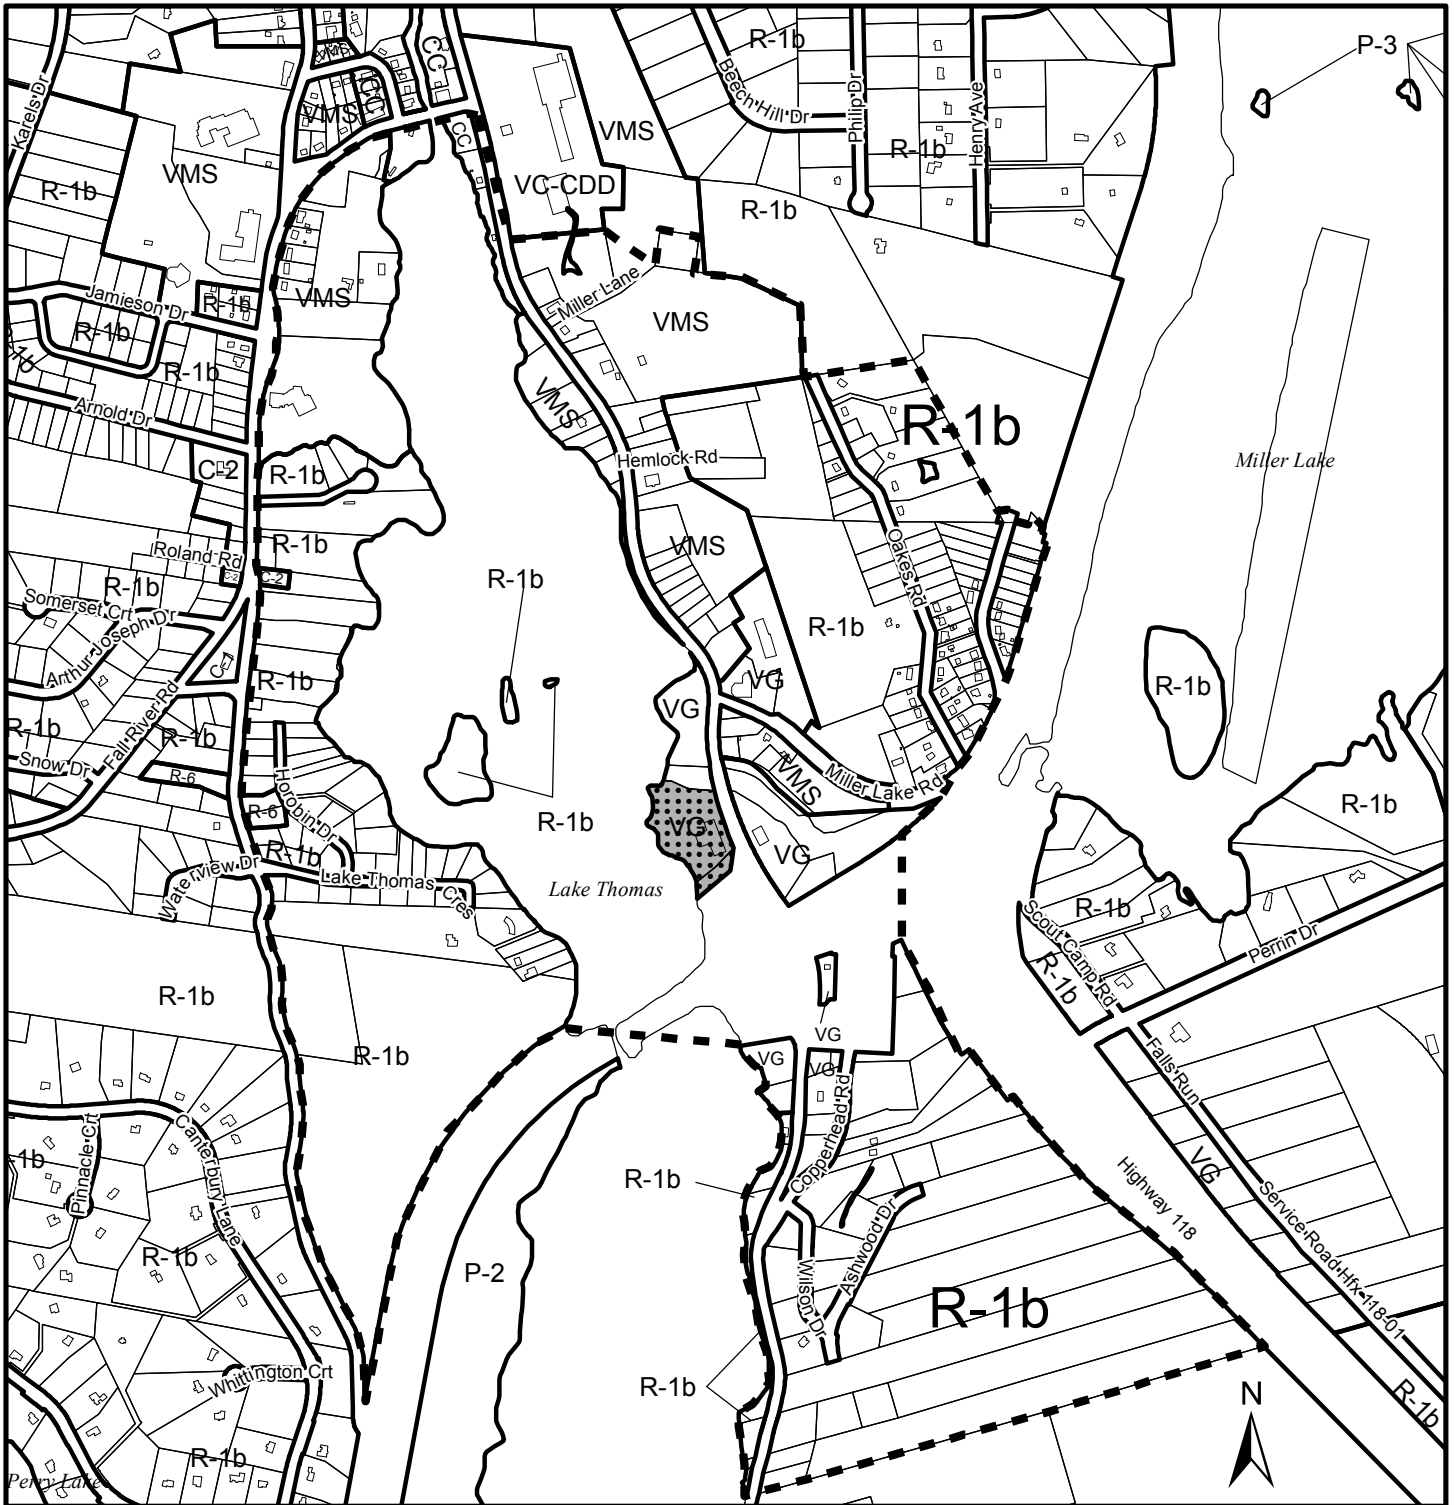 R-1b
P-3
VMS
CC
CC
Karels Dr
VMS
Beech Hill Dr
Philip Dr
Henry Ave
CC
VMS
R-1b
VMS
R-1b
VC-CDD
R-1b
Jamieson Dr
R-1b
VMS
Miller Lane
VMS
R-1b
R-1b
Arnold Dr
VMS
R-1b
Miller Lake
C-2
R-1b
Hemlock Rd
Roland Rd
R-1b
C-2
C-2
VMS
Oakes Rd
R-1b
R-1b
Somerset Crt
Arthur Joseph Dr
R-1b
R-1b
VG
VG
R-1b
R-1b
Fall River Rd
R-1b
Snow Dr
R-6
Horobin Dr
VMS
Miller Lake Rd
R-6
R-1b
VG
VG
R-1b
R-1b
Waterview Dr
Lake Thomas Cres
Lake Thomas
R-1b
Scout Camp Rd
Perrin Dr
R-1b
R-1b
R-1b
VG
VG
VG
Falls Run
Copperhead Rd
Canterbury Lane
Pinnacle Crt
-1b
R-1b
Highway 118
VG
Service Road Hfx 118-01
R-1b
P-2
Wilson Dr
Ashwood Dr
R-1b
Whittington Crt
R-1b
N
R-1b
R-1b
Perry Lake